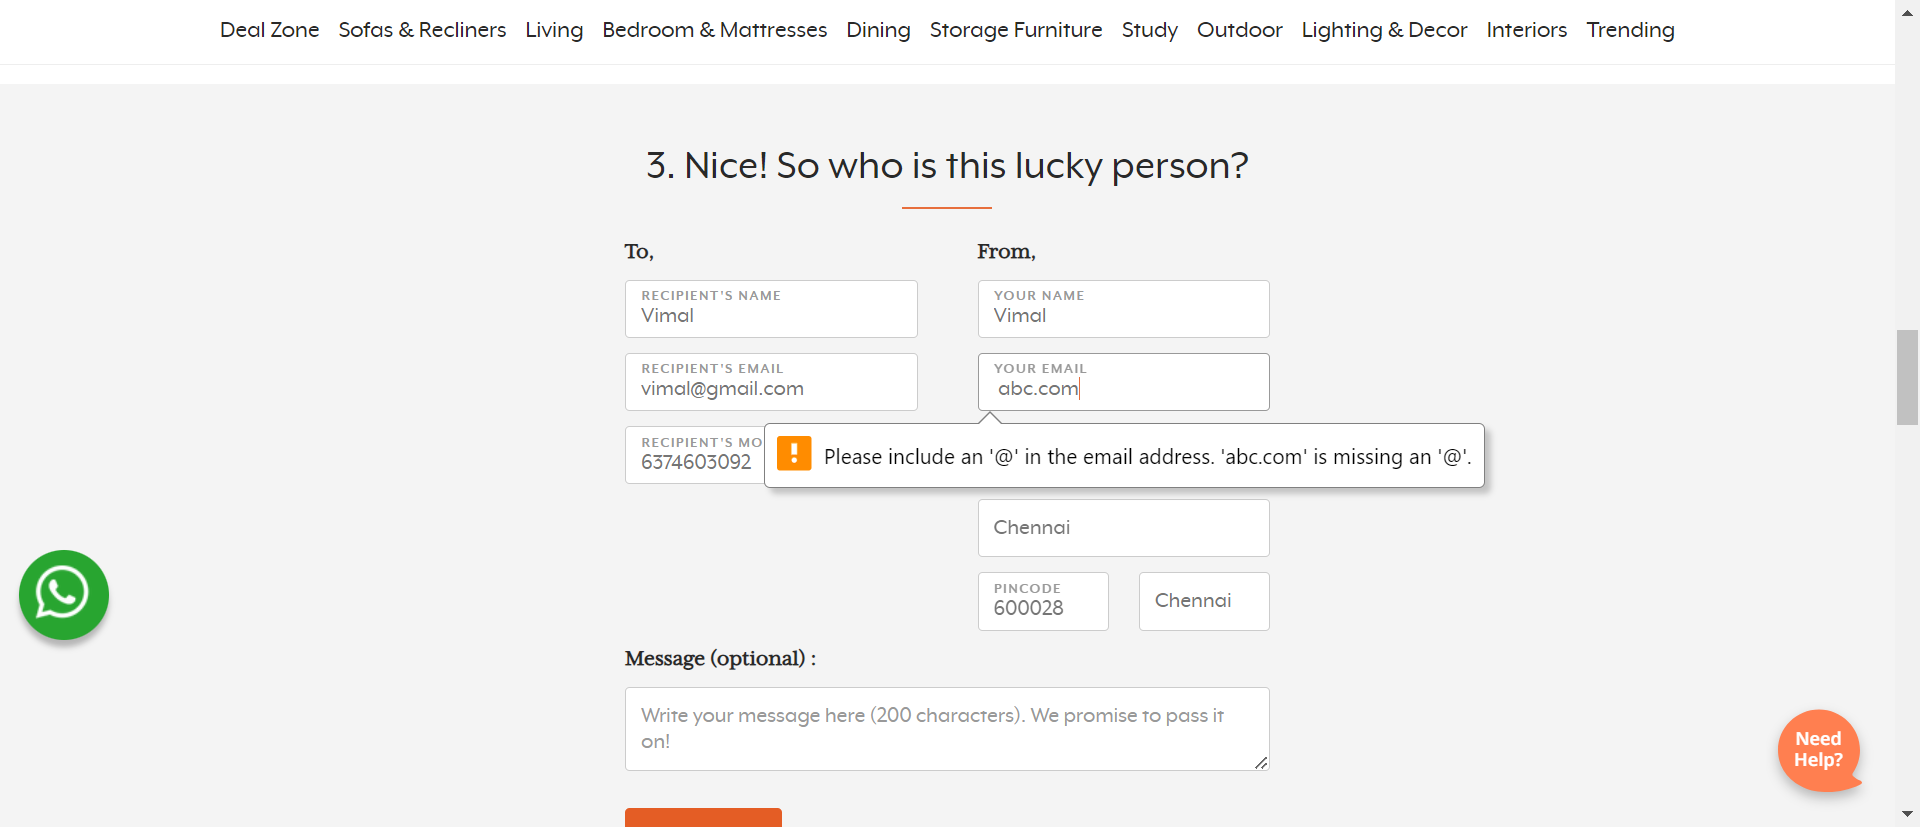 Deal Zone Sofas & Recliners Living Bedroom & Mattresses Dining Storage Furniture Study Outdoor Lighting & Decor Interiors Trending
3. Nice! So who is this lucky person?
To,
From,
RECIPIENT'S NAME
Vimal
YOUR NAME
Vimal
RECIPIENT'S EMAIL
vimal@gmail.com
YOUR EMAIL
abc.com
RECIPIENT'S MO
6374603092
Please include an '@' in the email address. 'abc.com' is missing an '@'.
Chennai
PINCODE
600028
Chennai
Message (optional) :
Write your message here (200 characters). We promise to pass it
on!
Need
Help?